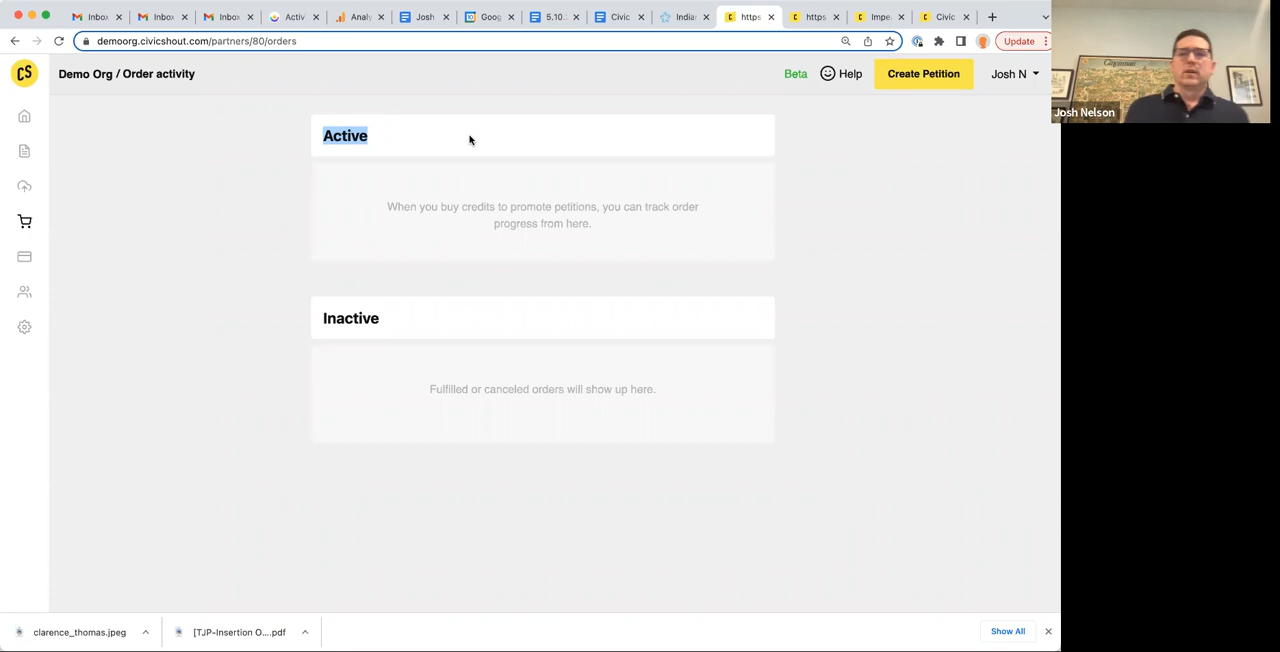 Inbox
Inbox
Inbox
Activ
Analy
Josh
Goog
5.10.
Civic
India
https
https
Impe
Civic
demoorg.civicshout.com/partners/80/orders
Update
CS
Demo Org / Order activity
Beta
Help
Create Petition
Josh N
Josh Nelson
Active
When you buy credits to promote petitions, you can track order
progress from here.
Inactive
Fulfilled or canceled orders will show up here.
clarence_thomas.jpeg
[TJP-Insertion O....pdf
Show All